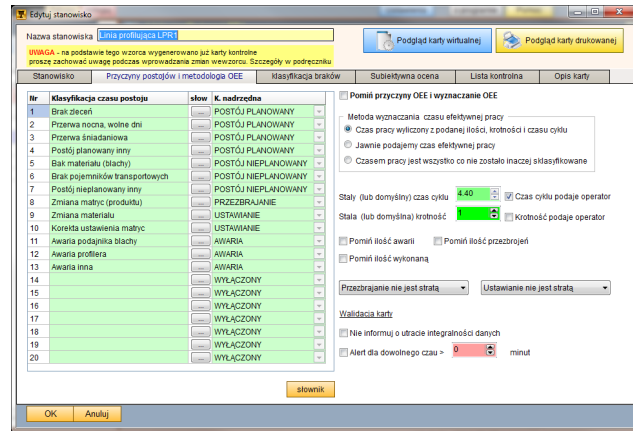 Edytuj stanowisko
Nazwa stanowiska Linia profilująca LPR1
Podgląd karty wirtualnej
Podgląd karty drukowanej
UWAGA - na podstawie tego wzorca wygenerowano już karty kontrolne
proszę zachować uwagę podczas wprowadzania zmian wewzorcu. Szczegóły w podręczniku
Stanowisko Przyczyny postojów i metodologia OEE klasyfikacja braków Subiektywna ocena Lista kontrolna Opis karty
Nr Klasyfikacja czasu postoju słow K. nadrzędna
1 Brak zleceń ... POSTÓJ PLANOWANY
2 Przerwa nocna, wolne dni ... POSTÓJ PLANOWANY
3 Przerwa śniadaniowa ... POSTÓJ PLANOWANY
4 Postój planowany inny ... POSTÓJ PLANOWANY
5 Bak materiału (blachy) ... POSTÓJ NIEPLANOWANY
6 Brak pojemników transportowych ... POSTÓJ NIEPLANOWANY
7 Postój nieplanowany inny ... POSTÓJ NIEPLANOWANY
8 Zmiana matryc (produktu) ... PRZEZBRAJANIE
9 Zmiana materiału ... USTAWIANIE
10 Korekta ustawienia matryc ... USTAWIANIE
11 Awaria podajnika blachy ... AWARIA
12 Awaria profilera ... AWARIA
13 Awaria inna ... AWARIA
14 ... WYŁĄCZONY
15 ... WYŁĄCZONY
16 ... WYŁĄCZONY
17 ... WYŁĄCZONY
18 ... WYŁĄCZONY
19 ... WYŁĄCZONY
20 ... WYŁĄCZONY
słownik
Pomiń przyczyny OEE i wyznaczanie OEE
Metoda wyznaczania czasu efektywnej pracy
Czas pracy wyliczony z podanej ilości, krotności i czasu cyklu
Jawnie podajemy czas efektywnej pracy
Czasem pracy jest wszystko co nie zostało inaczej sklasyfikowane
Stały (lub domyślny) czas cyklu 4.40 Czas cyklu podaje operator
Stała (lub domyślna) krotność 1 Krotność podaje operator
Pomiń ilość awarii Pomiń ilość przezbrojeń
Pomiń ilość wykonaną
Przezbrajanie nie jest stratą Ustawianie nie jest stratą
Walidacja karty
Nie informuj o utracie integralności danych
Alert dla dowolnego czau > 0 minut
OK Anuluj